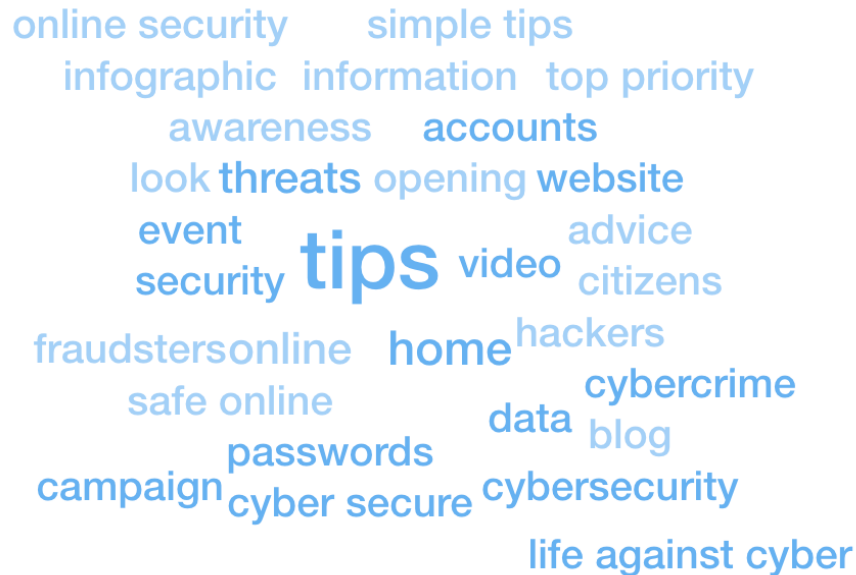 online security simple tips
infographic information top priority
awareness accounts
look threats opening website
event advice
tips video
security citizens
hackers
fraudsters online home
cybercrime
safe online
data blog
passwords
campaign cyber secure cybersecurity
life against cyber